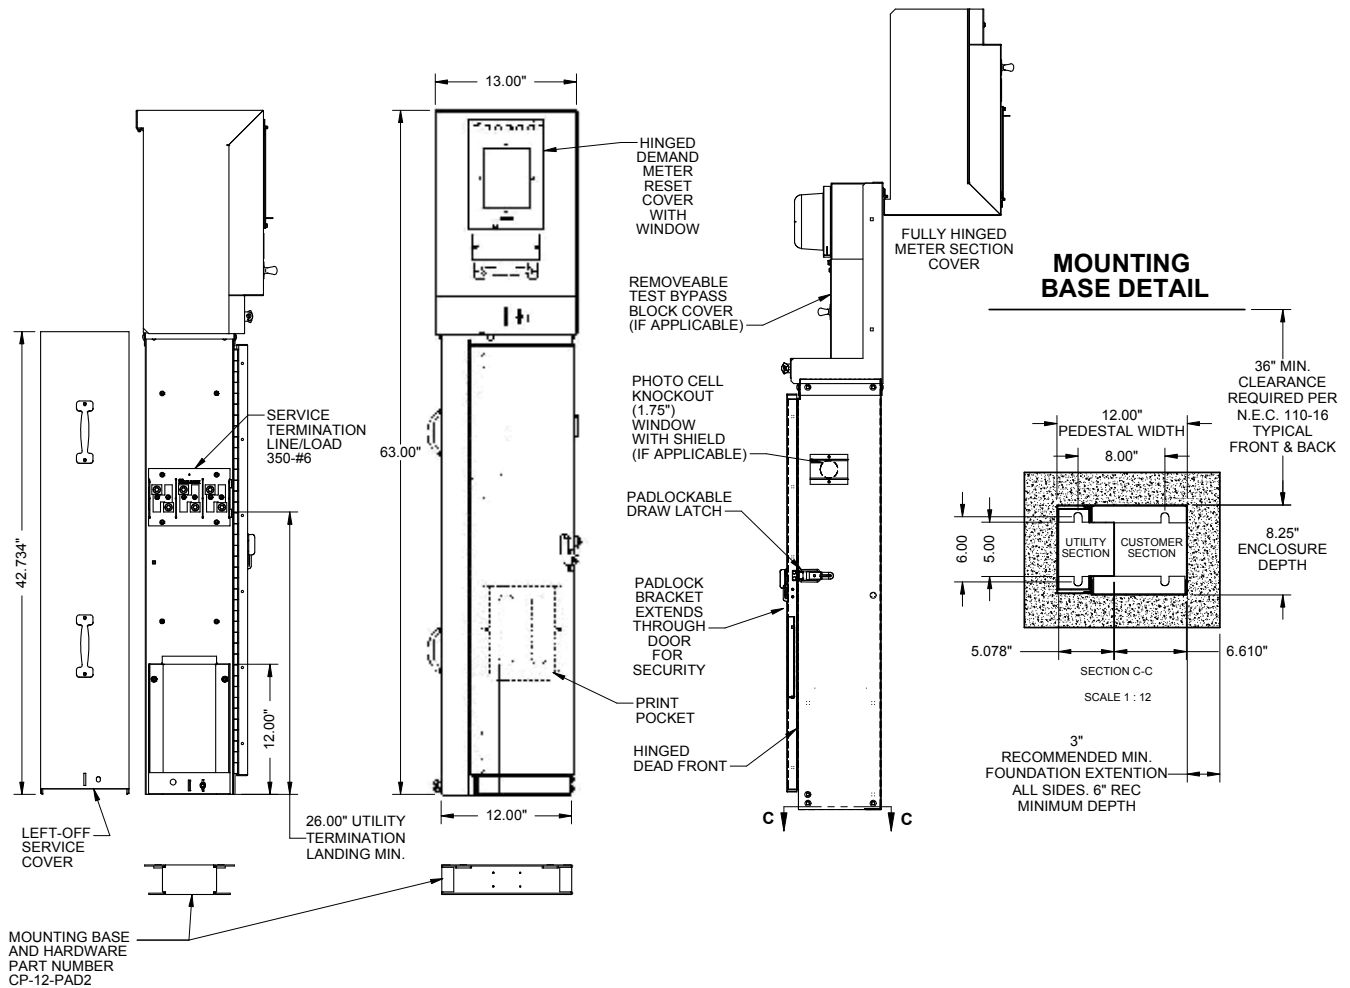 13.00"
HINGED
DEMAND
METER
RESET
COVER
WITH
WINDOW
FULLY HINGED
METER SECTION
COVER
MOUNTING
BASE DETAIL
REMOVEABLE
TEST BYPASS
BLOCK COVER
(IF APPLICABLE)
36" MIN.
CLEARANCE
REQUIRED PER
N.E.C. 110-16
TYPICAL
FRONT & BACK
PHOTO CELL
KNOCKOUT
(1.75")
WINDOW
WITH SHIELD
(IF APPLICABLE)
SERVICE
TERMINATION
LINE/LOAD
350-#6
63.00"
42.734"
12.00"
PEDESTAL WIDTH
8.00"
PADLOCKABLE
DRAW LATCH
6.00
5.00
UTILITY
SECTION
CUSTOMER
SECTION
8.25"
ENCLOSURE
DEPTH
PADLOCK
BRACKET
EXTENDS
THROUGH
DOOR
FOR
SECURITY
5.078"
6.610"
SECTION C-C
SCALE 1 : 12
PRINT
POCKET
HINGED
DEAD FRONT
12.00"
3"
RECOMMENDED MIN.
FOUNDATION EXTENTION
ALL SIDES. 6" REC
MINIMUM DEPTH
C
C
12.00"
26.00" UTILITY
TERMINATION
LANDING MIN.
LEFT-OFF
SERVICE
COVER
MOUNTING BASE
AND HARDWARE
PART NUMBER
CP-12-PAD2